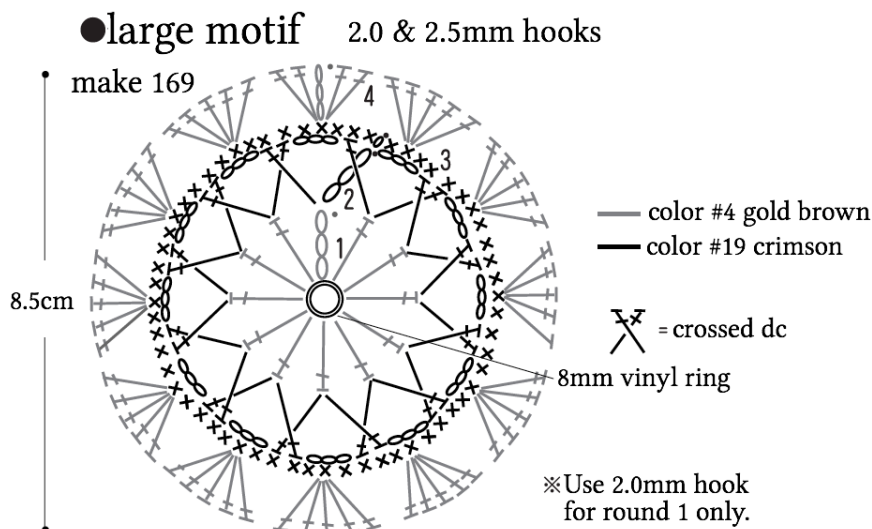 ●large motif
2.0 & 2.5mm hooks
make 169
4
3
2
1
color #4 gold brown
color #19 crimson
8.5cm
= crossed dc
8mm vinyl ring
※Use 2.0mm hook
for round 1 only.